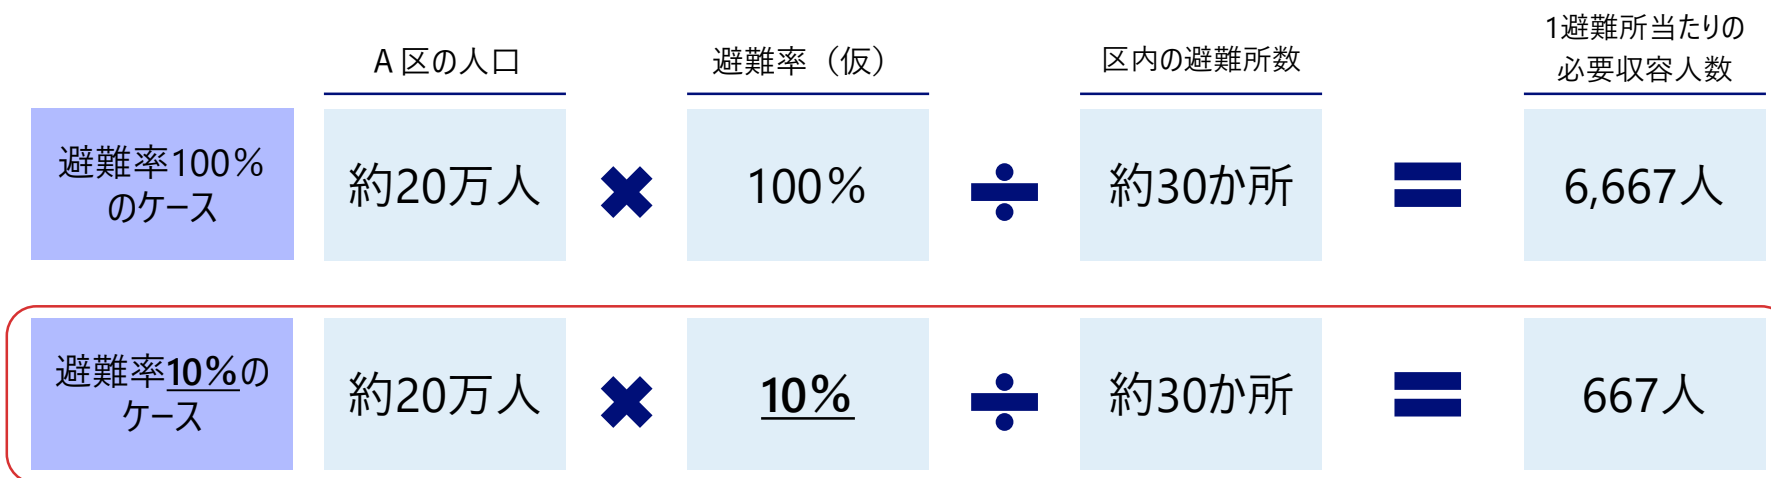 A区の人口
避難率（仮）
区内の避難所数
1避難所当たりの
必要収容人数
避難率100％
のケース
約20万人
✖
100％
÷
約30か所
＝
6,667人
避難率10％の
ケース
約20万人
✖
10％
÷
約30か所
＝
667人